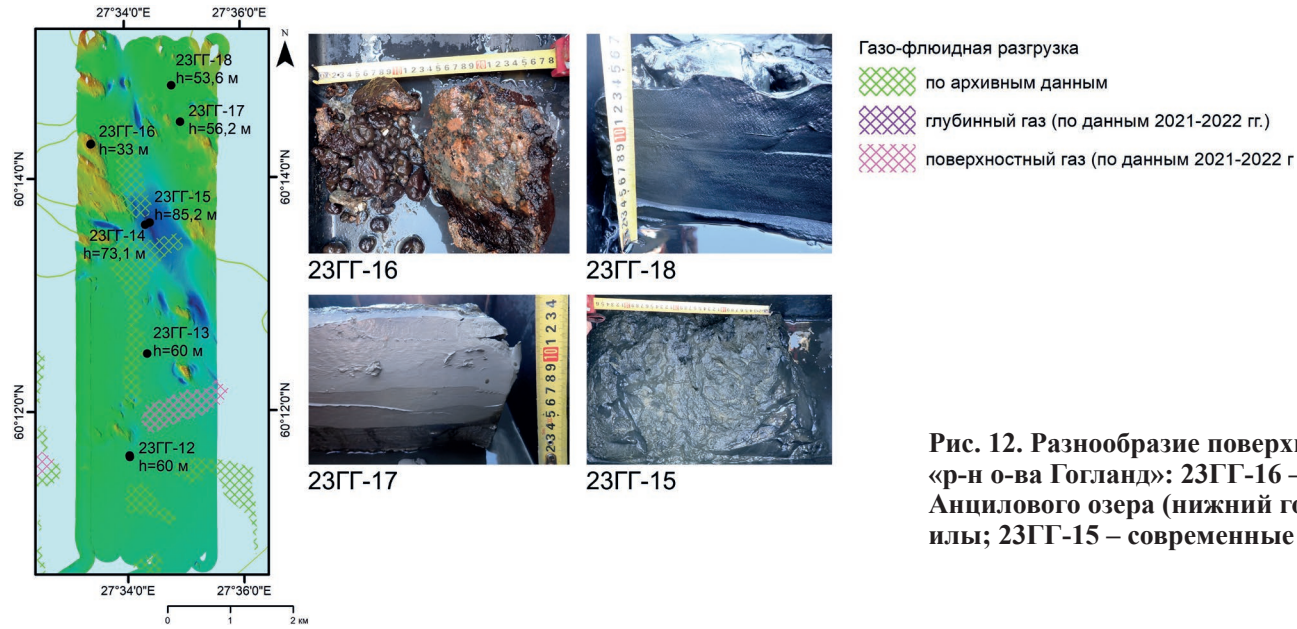 27°34'0"E
27°36'0"E
N
23ГГ-18
h=53,6 м
23ГГ-17
h=56,2 м
23ГГ-16
h=33 м
60°14'0"N
60°14'0"N
23ГГ-15
h=85,2 м
23ГГ-14
h=73,1 м
23ГГ-13
h=60 м
60°12'0"N
60°12'0"N
23ГГ-12
h=60 м
27°34'0"E
27°36'0"E
0 1 2 км
23ГГ-16
23ГГ-18
23ГГ-17
23ГГ-15
Газо-флюидная разгрузка
по архивным данным
глубинный газ (по данным 2021-2022 гг.)
поверхностный газ (по данным 2021-2022 г
Рис. 12. Разнообразие поверх
«р-н о-ва Гогланд»: 23ГГ-16 –
Анцилового озера (нижний го
илы; 23ГГ-15 – современные